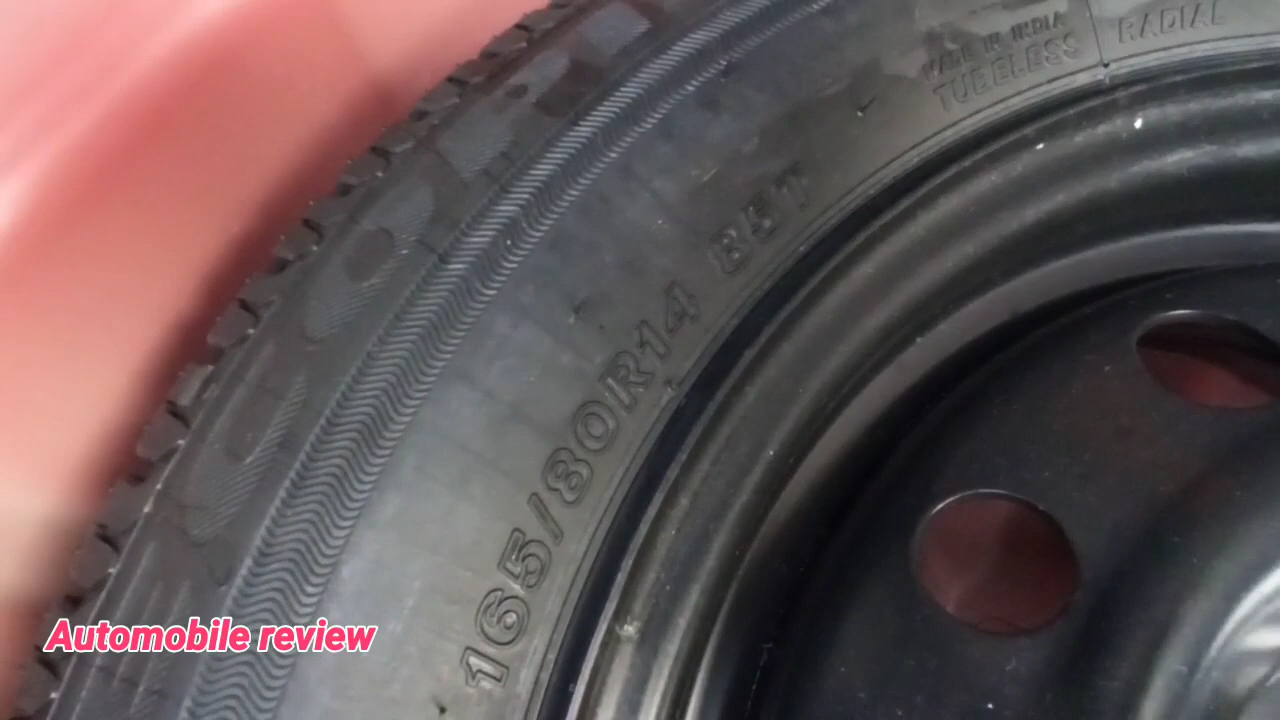 MADE IN INDIA
TUBELESS
RADIAL
165/80R14 85T
Automobile review